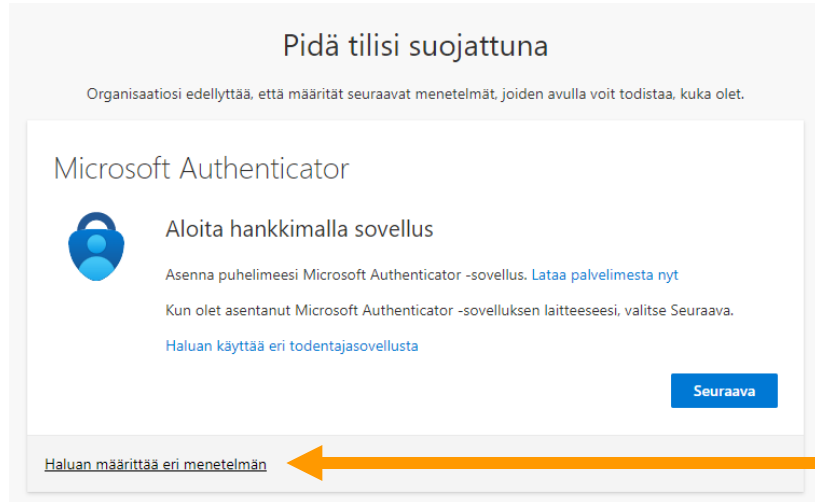 Pidä tilisi suojattuna
Organisaatiosi edellyttää, että määrität seuraavat menetelmät, joiden avulla voit todistaa, kuka olet.
Microsoft Authenticator
Aloita hankkimalla sovellus
Asenna puhelimeesi Microsoft Authenticator -sovellus. Lataa palvelimesta nyt
Kun olet asentanut Microsoft Authenticator -sovelluksen laitteeseesi, valitse Seuraava.
Haluan käyttää eri todentajasovellusta
Seuraava
Haluan määrittää eri menetelmän